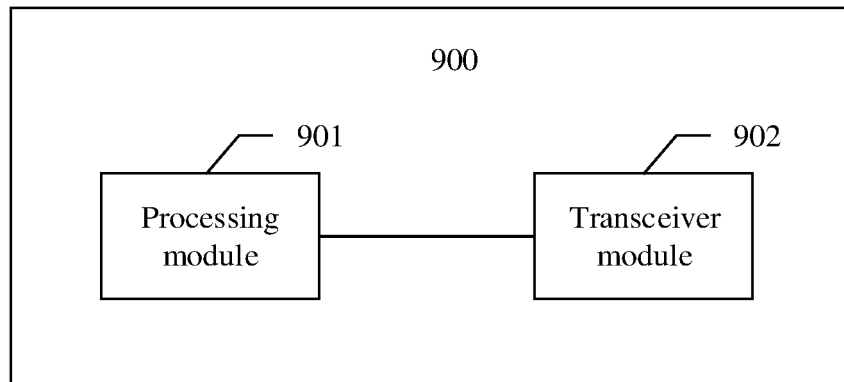 900
901
902
Processing
module
Transceiver
module